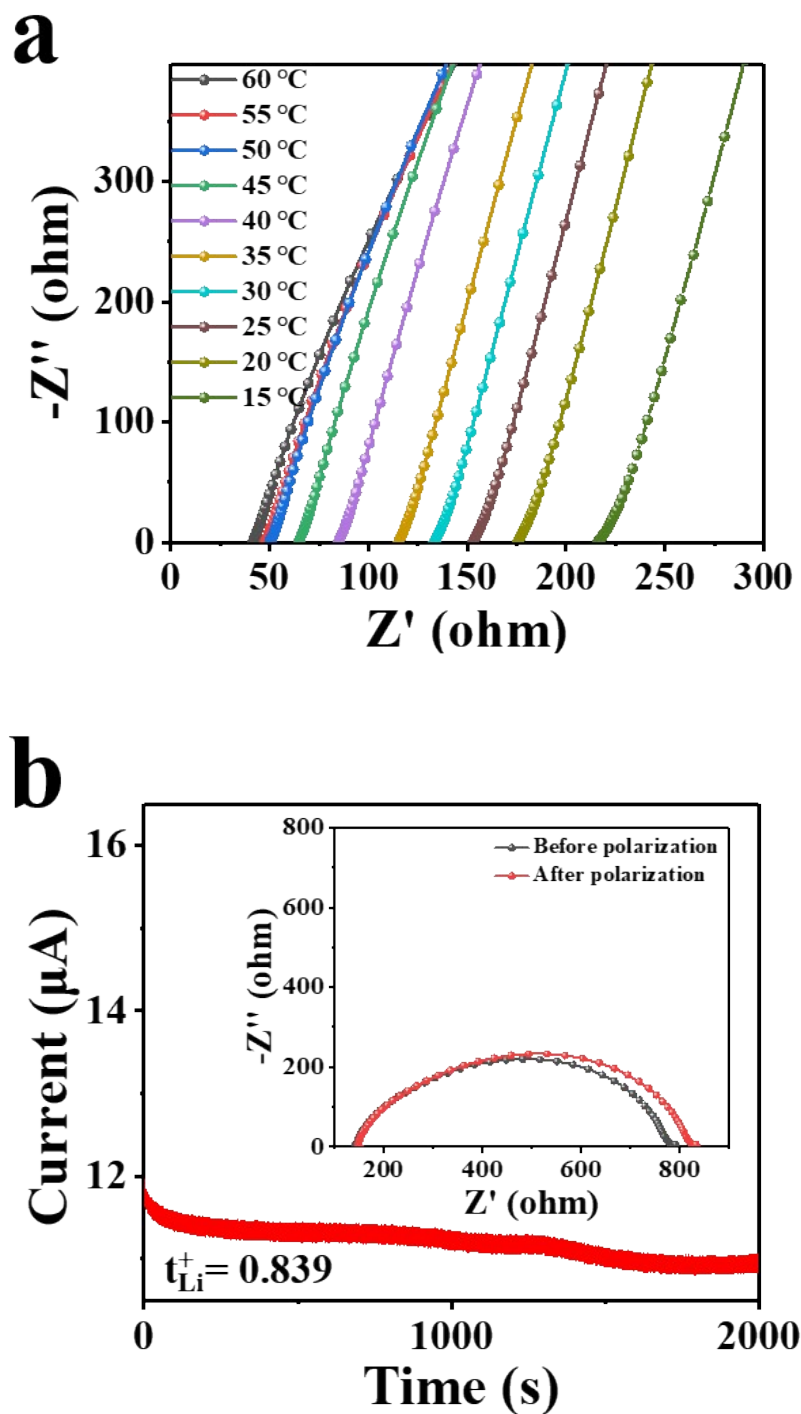 a
60 °C
55 °C
50 °C
45 °C
40 °C
35 °C
30 °C
25 °C
20 °C
15 °C
300
200
100
0
-Z'' (ohm)
0 50 100 150 200 250 300
Z' (ohm)
b
16
14
12
Current (μA)
800
600
400
200
0
-Z'' (ohm)
Before polarization
After polarization
200 400 600 800
Z' (ohm)
t⁺Li = 0.839
0 1000 2000
Time (s)